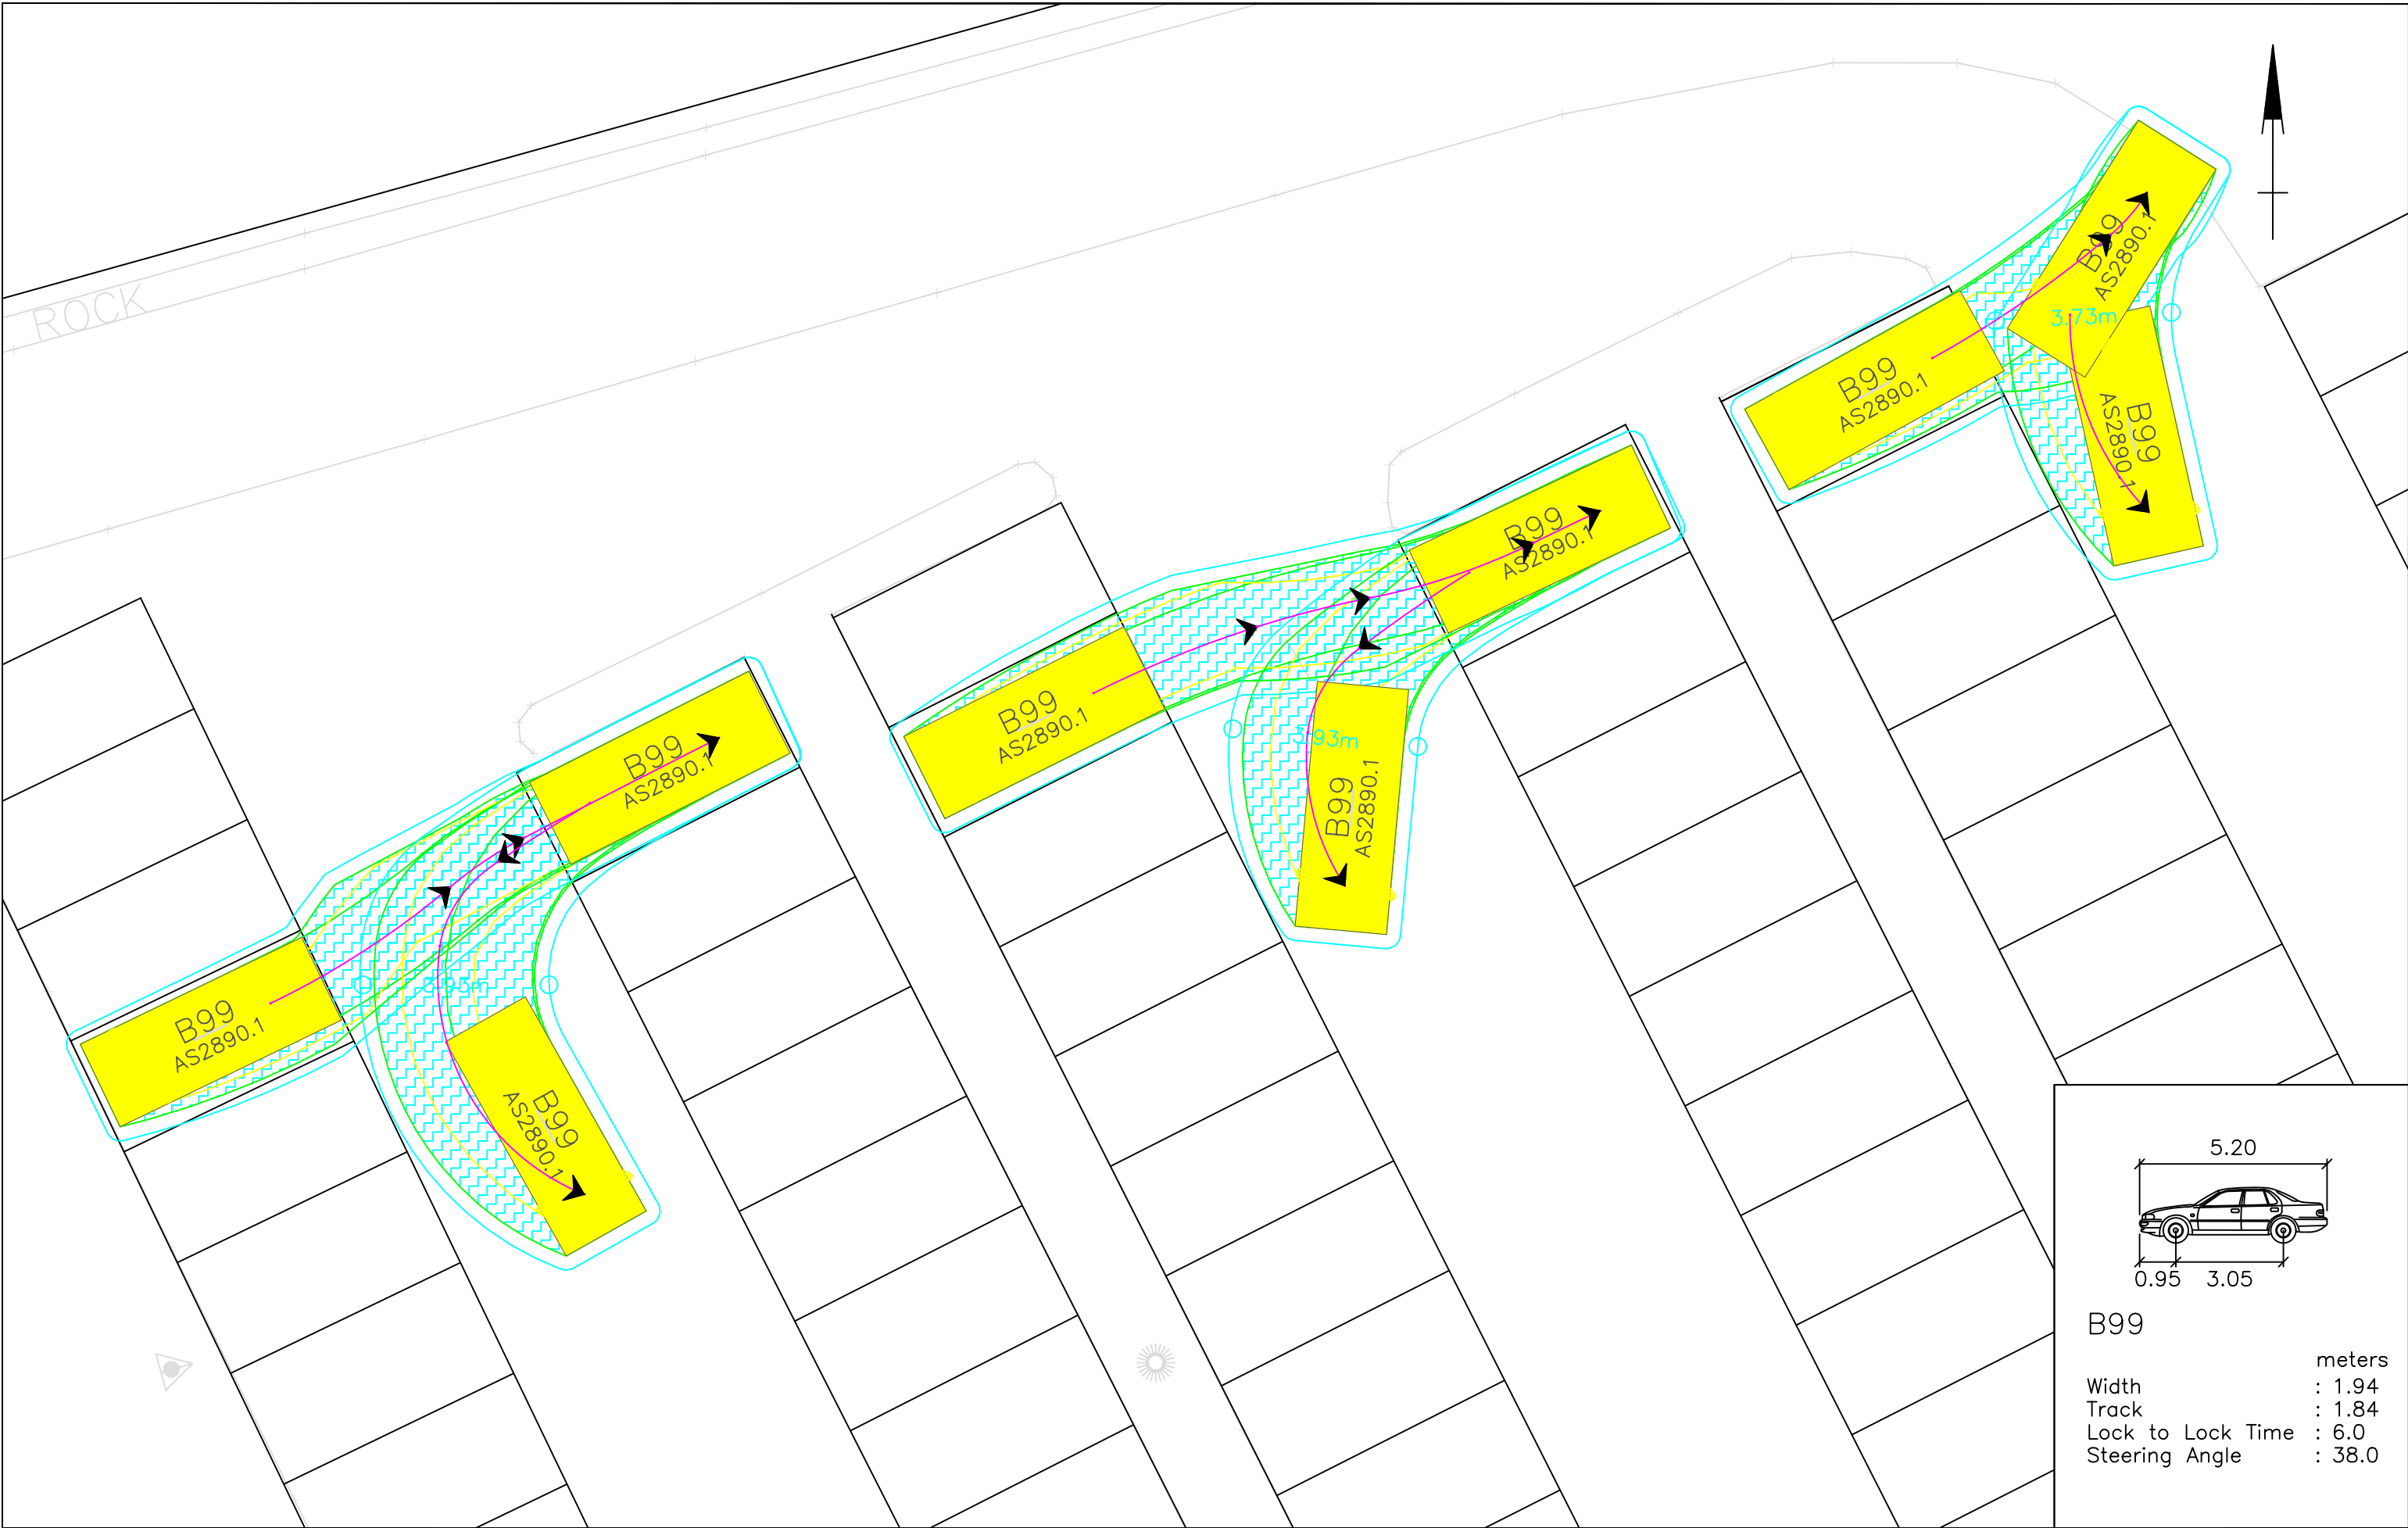 ROCK
B99
AS2890.1
3.73m
B99
AS2890.1
B99
AS2890.1
B99
AS2890.1
B99
AS2890.1
3.93m
B99
AS2890.1
B99
AS2890.1
B99
AS2890.1
3.93m
B99
AS2890.1
5.20
0.95 3.05
B99
meters
Width : 1.94
Track : 1.84
Lock to Lock Time : 6.0
Steering Angle : 38.0